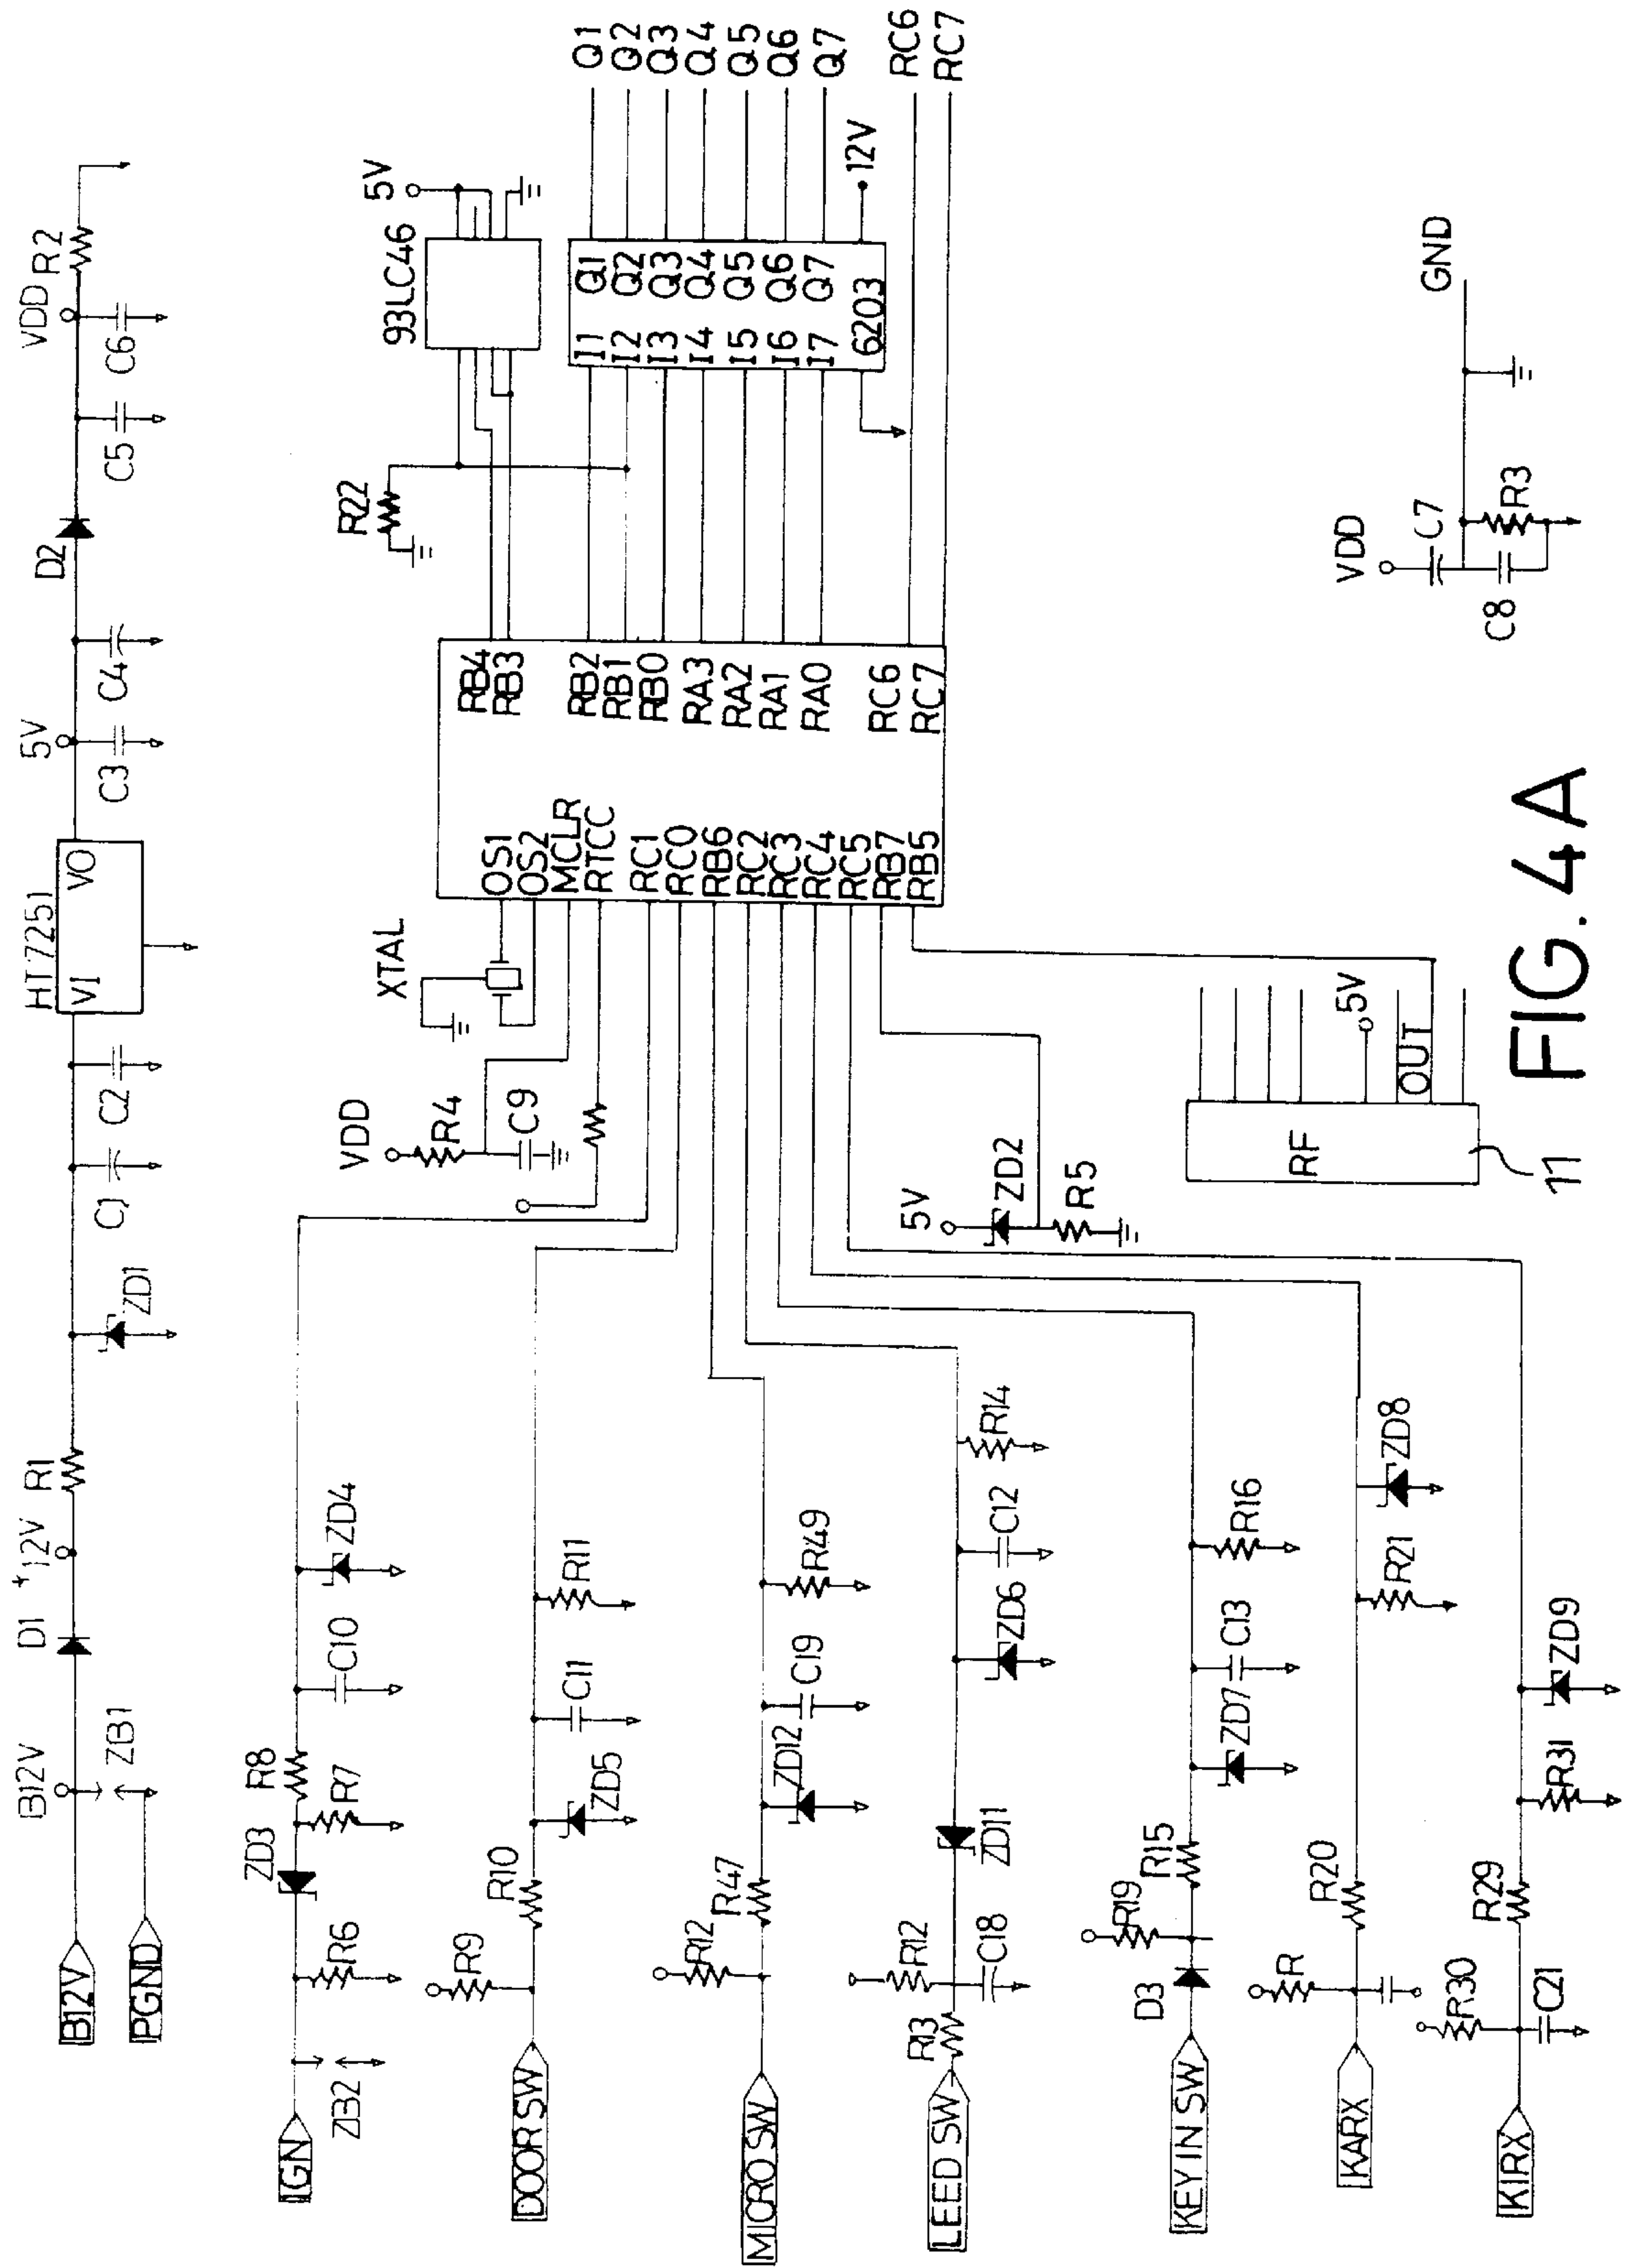 B12V
B12V
ZB1
PGND
D1
+12V
R1
ZD1
C1
C2
HT7251
VI
VO
5V
C3
C4
D2
C5
C6
VDD
R2
IGN
ZB2
R6
ZD3
R7
R8
C10
ZD4
DOOR SW
R9
R10
ZD5
C11
R11
MICRO SW
R12
R47
ZD12
C19
R49
LEED SW
R13
R12
C18
ZD11
ZD6
C12
R14
KEY IN SW
D3
R19
R15
ZD7
C13
R16
KARX
R
R20
R21
ZD8
KIRX
R30
C21
R29
R31
ZD9
VDD
R4
C9
XTAL
5V
ZD2
R5
RF
OUT
5V
11
OS1
OS2
MCLR
RTCC
RC1
RC0
RB6
RC2
RC3
RC4
RC5
RB7
RB5
RB4
RB3
RB2
RB1
RB0
RA3
RA2
RA1
RA0
RC6
RC7
R22
93LC46
5V
I1 Q1
I2 Q2
I3 Q3
I4 Q4
I5 Q5
I6 Q6
I7 Q7
6203
12V
Q1
Q2
Q3
Q4
Q5
Q6
Q7
RC6
RC7
VDD
C7
C8
R3
GND
FIG. 4A